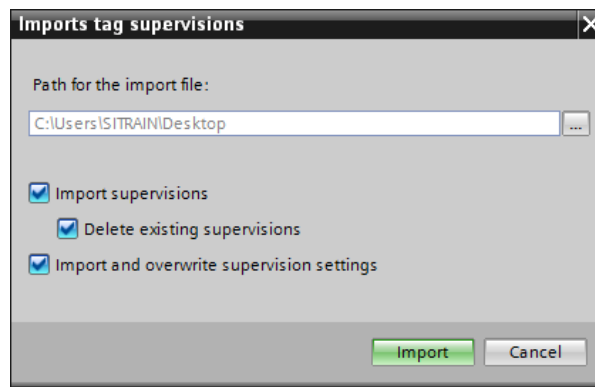 Imports tag supervisions
Path for the import file:
C:\Users\SITRAIN\Desktop
...
Import supervisions
Delete existing supervisions
Import and overwrite supervision settings
Import Cancel